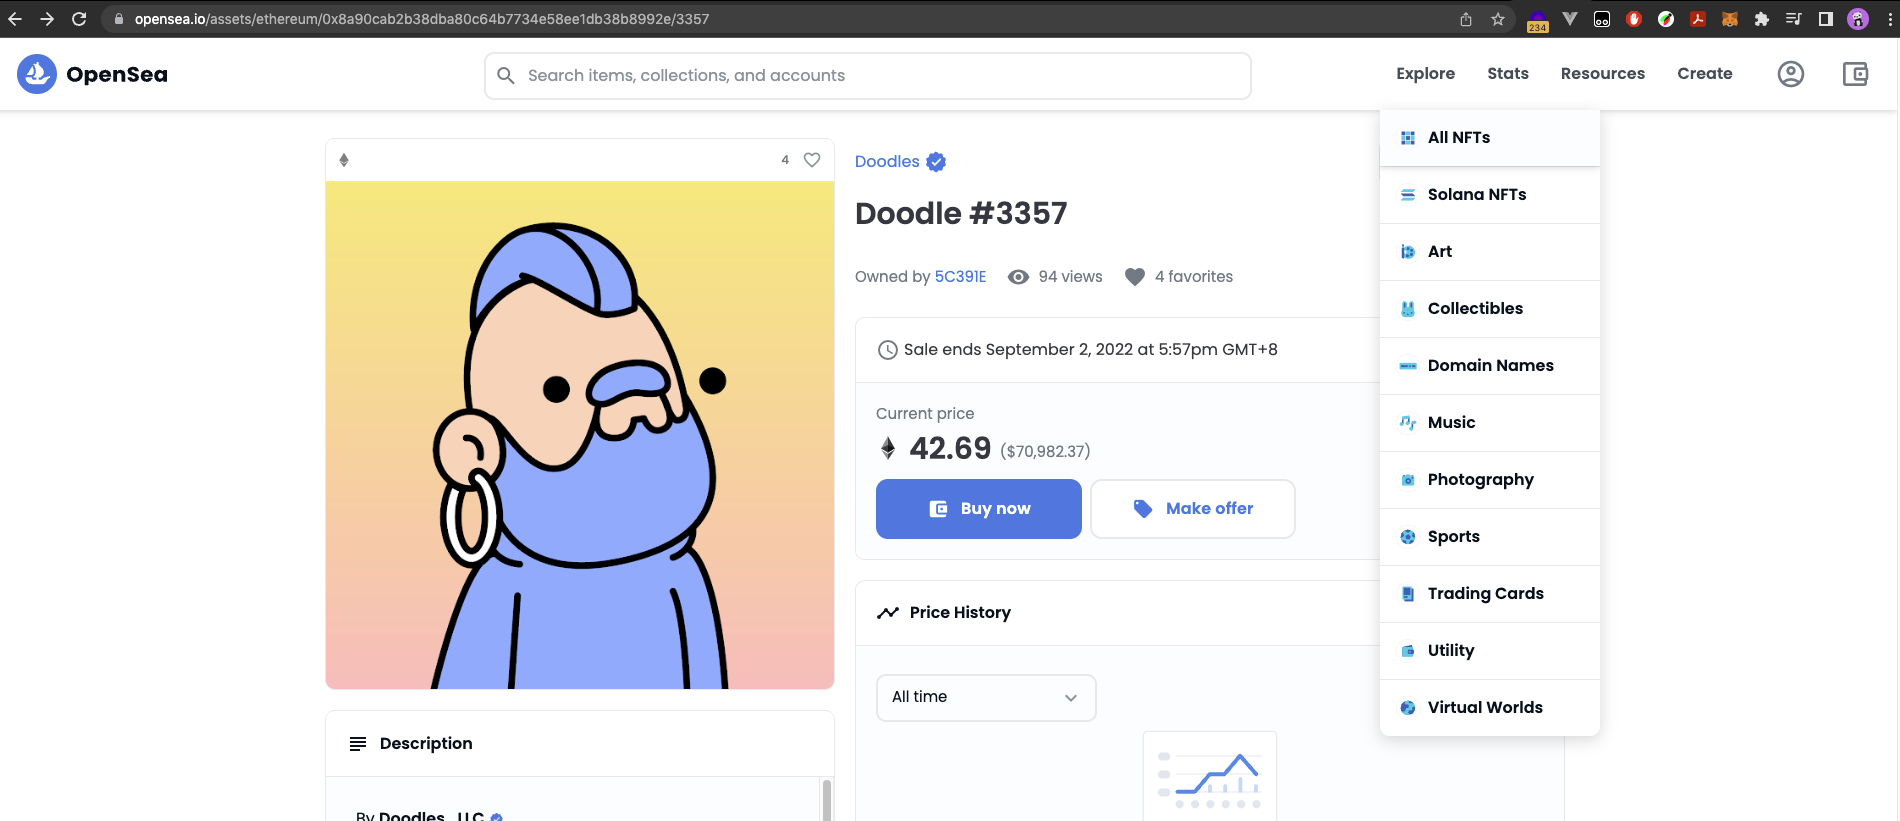 opensea.io/assets/ethereum/0x8a90cab2b38dba80c64b7734e58ee1db38b8992e/3357
234
OpenSea
Search items, collections, and accounts
Explore
Stats
Resources
Create
4
Doodles
Doodle #3357
Owned by 5C391E
94 views
4 favorites
Sale ends September 2, 2022 at 5:57pm GMT+8
Current price
42.69 ($70,982.37)
Buy now
Make offer
Price History
All time
Description
By Doodles_LLC
All NFTs
Solana NFTs
Art
Collectibles
Domain Names
Music
Photography
Sports
Trading Cards
Utility
Virtual Worlds